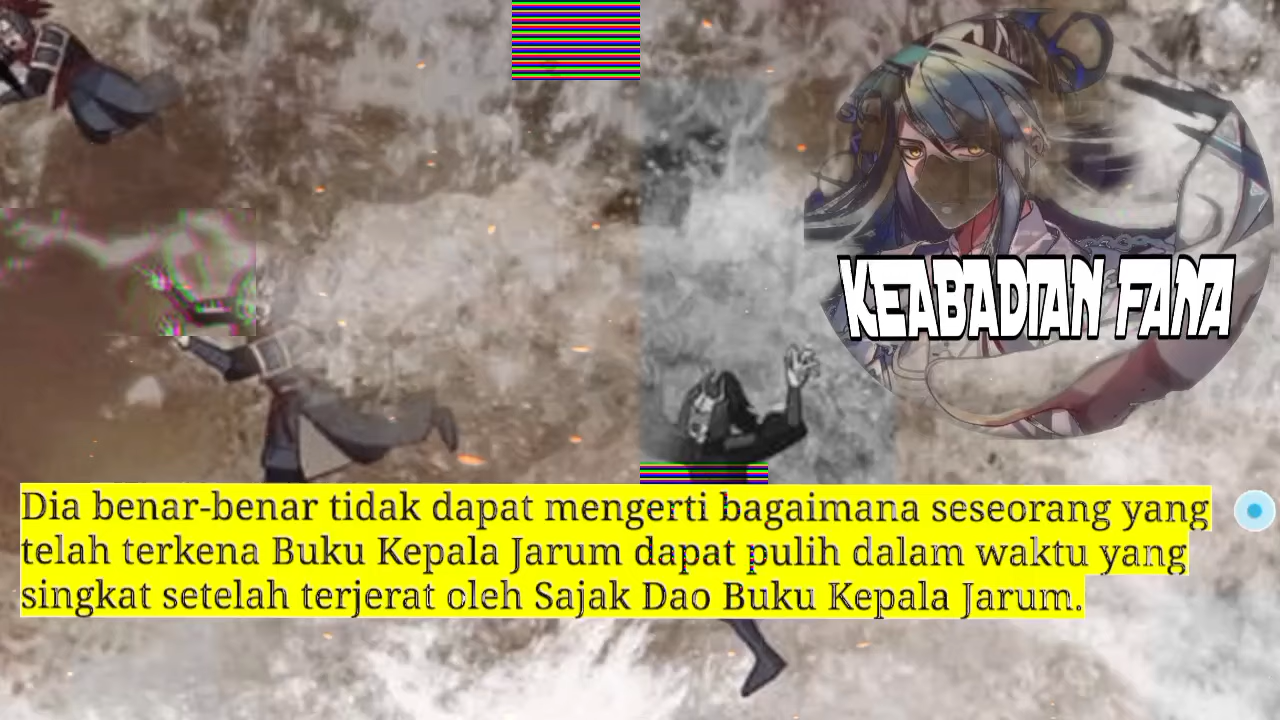 KEABADIAN FANA
Dia benar-benar tidak dapat mengerti bagaimana seseorang yang
telah terkena Buku Kepala Jarum dapat pulih dalam waktu yang
singkat setelah terjerat oleh Sajak Dao Buku Kepala Jarum.